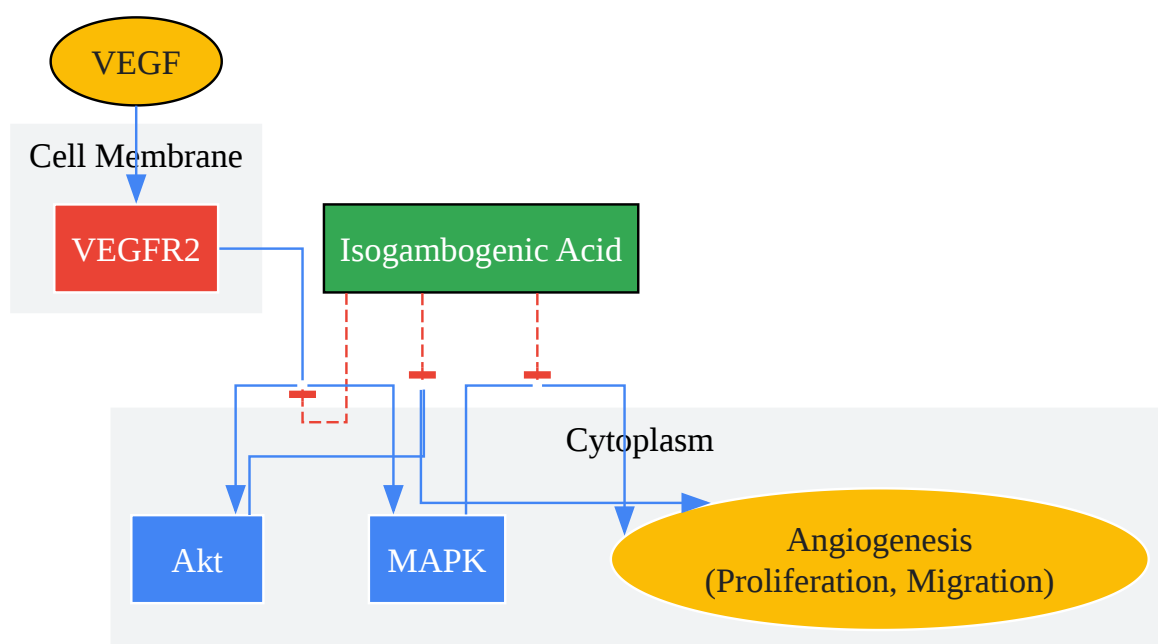 VEGF
Cell Membrane
VEGFR2
Isogambogenic Acid
Cytoplasm
Akt
MAPK
Angiogenesis
(Proliferation, Migration)